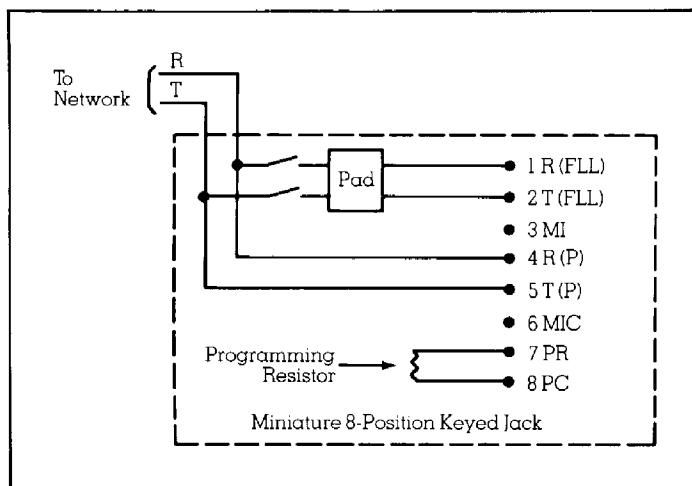 R
To
Network
T
1 R (FLL)
Pad
2 T (FLL)
3 MI
4 R (P)
5 T (P)
6 MIC
Programming
Resistor
7 PR
8 PC
Miniature 8-Position Keyed Jack